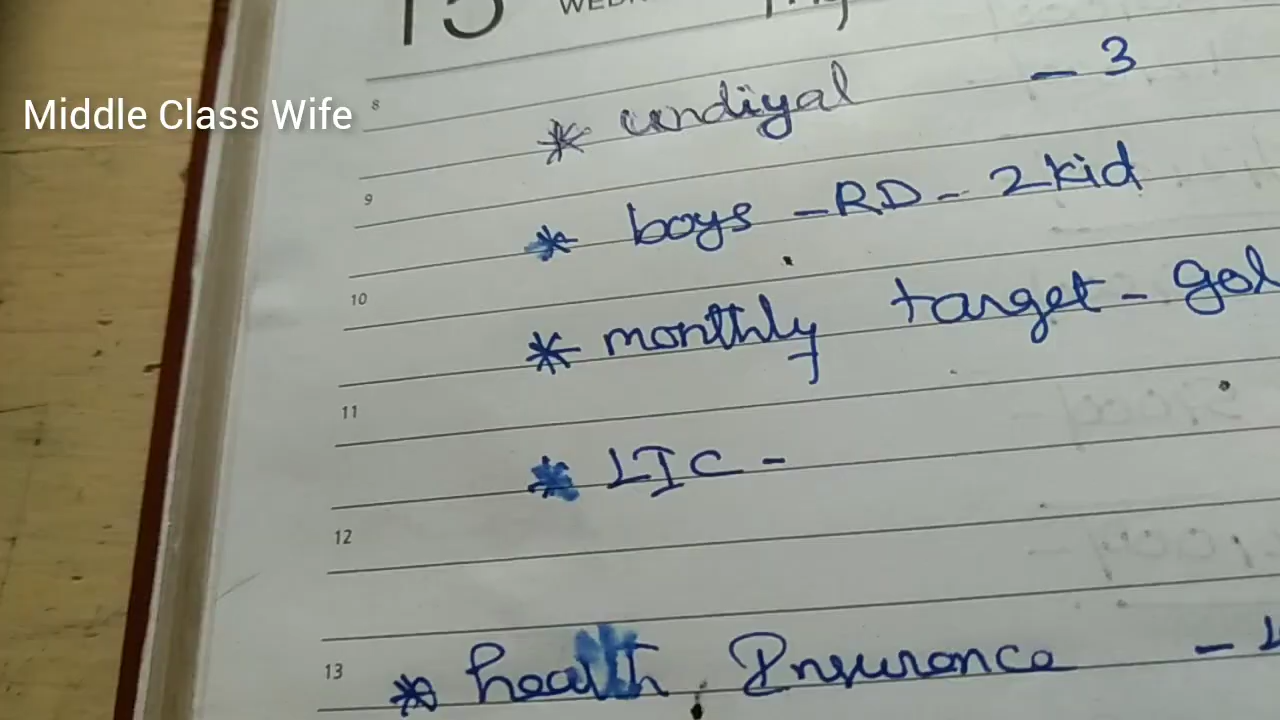 15
Middle Class Wife
8
* undiyal - 3
9
* boys - RD - 2 kid
10
* monthly target - gol
11
* LIC -
12
13
* health Insurance -